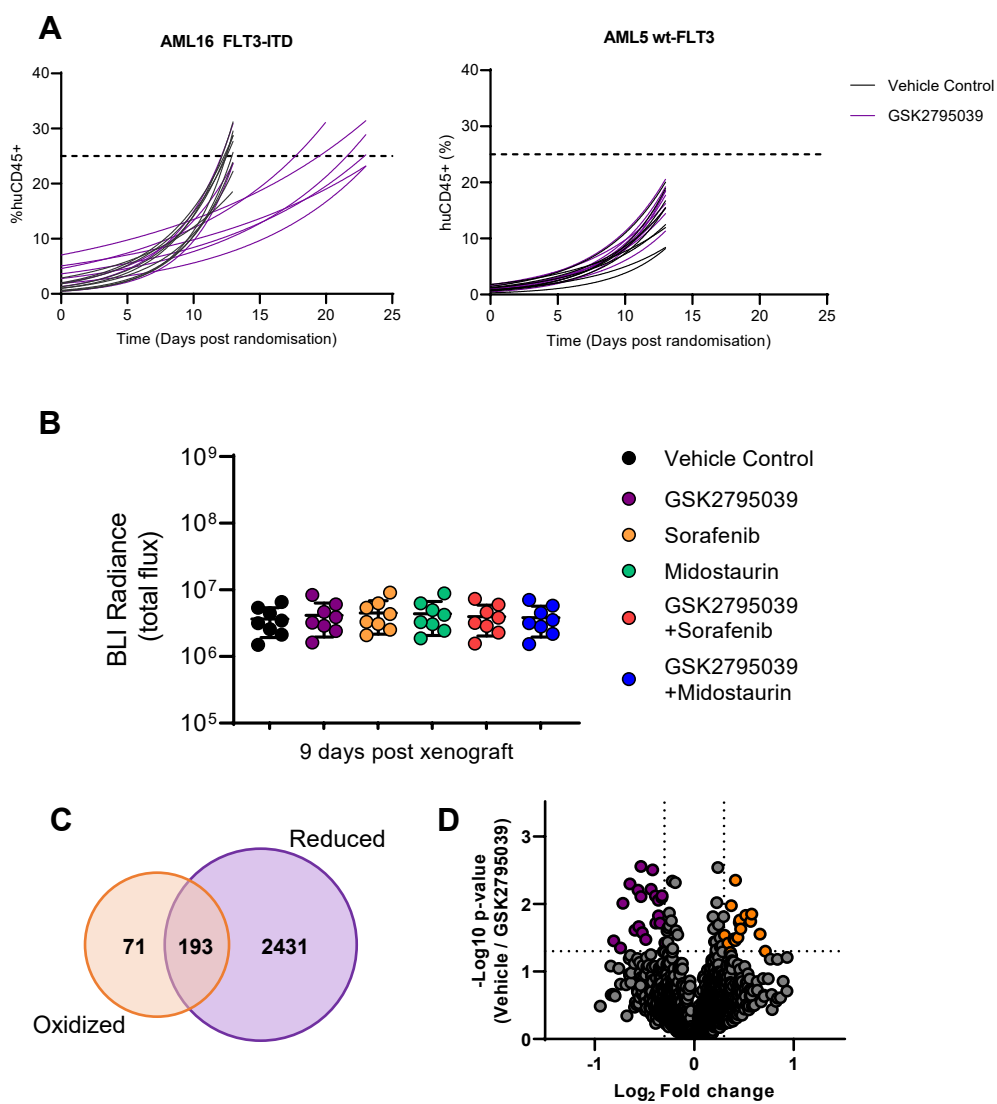 A
AML16 FLT3-ITD
40
30
20
10
0
%huCD45+
0 5 10 15 20 25
Time (Days post randomisation)
AML5 wt-FLT3
40
30
20
10
0
huCD45+ (%)
0 5 10 15 20 25
Time (Days post randomisation)
Vehicle Control
GSK2795039
B
10⁹
10⁸
10⁷
10⁶
10⁵
BLI Radiance
(total flux)
9 days post xenograft
Vehicle Control
GSK2795039
Sorafenib
Midostaurin
GSK2795039
+Sorafenib
GSK2795039
+Midostaurin
C
Reduced
71 193 2431
Oxidized
D
3
2
1
0
-Log10 p-value
(Vehicle / GSK2795039)
-1 0 1
Log₂ Fold change